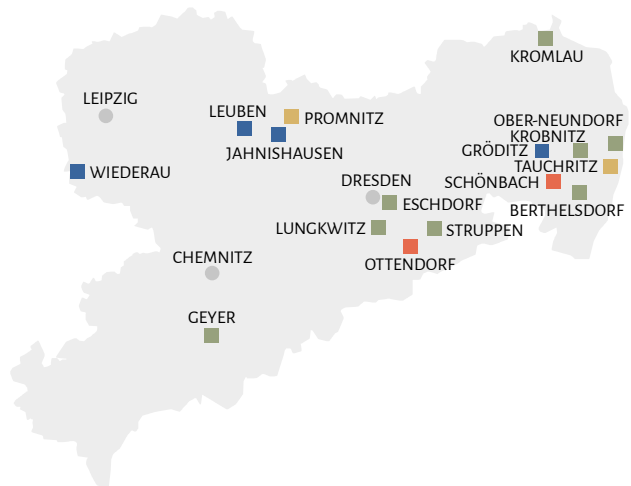 KROMLAU
LEIPZIG
LEUBEN
PROMNITZ
OBER-NEUNDORF
KROBNITZ
JAHNISHAUSEN
GRÖDITZ
TAUCHRITZ
WIEDERAU
DRESDEN
SCHÖNBACH
ESCHDORF
BERTHELSDORF
LUNGKWITZ
STRUPPEN
CHEMNITZ
OTTENDORF
GEYER